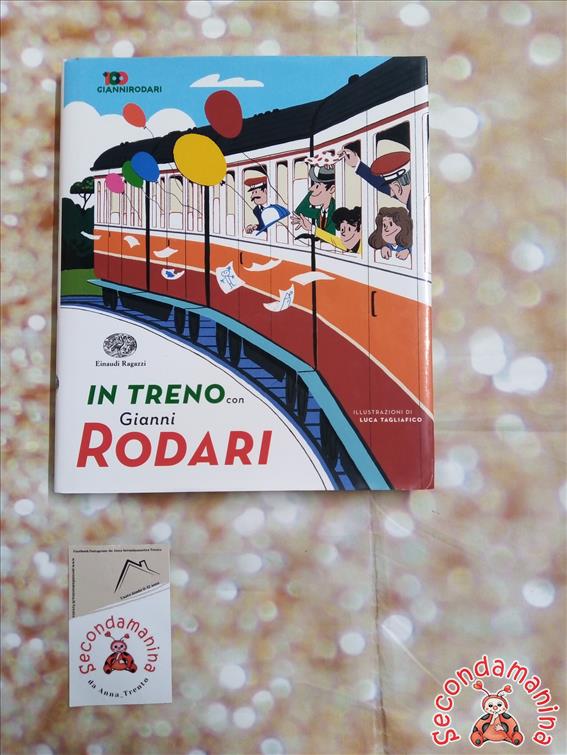 100
GIANNIRODARI
Einaudi Ragazzi
IN TRENO con
Gianni
RODARI
ILLUSTRAZIONI DI
LUCA TAGLIAFICO
Secondamanina
da Anna_Trento
Secondamanina